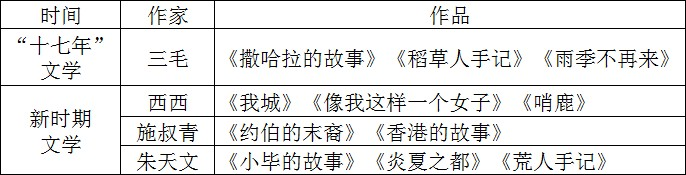 时间 作家 作品
“十七年”文学 三毛 《撒哈拉的故事》《稻草人手记》《雨季不再来》
新时期文学 西西 《我城》《像我这样一个女子》《哨鹿》
施叔青 《约伯的末裔》《香港的故事》
朱天文 《小毕的故事》《炎夏之都》《荒人手记》